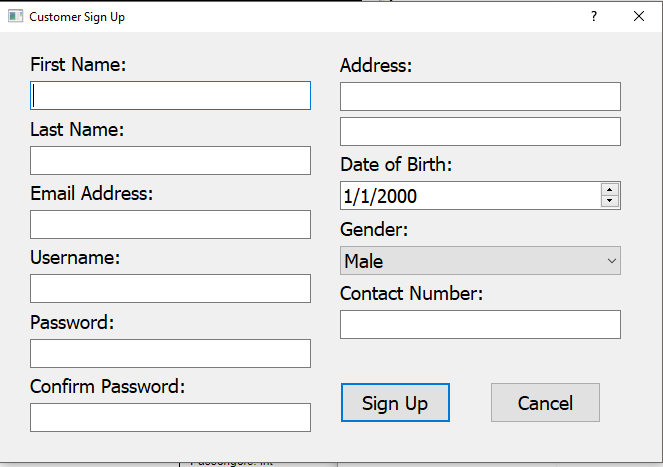 Customer Sign Up
?
First Name:
Last Name:
Email Address:
Username:
Password:
Confirm Password:
Address:
Date of Birth:
1/1/2000
Gender:
Male
Contact Number:
Sign Up
Cancel